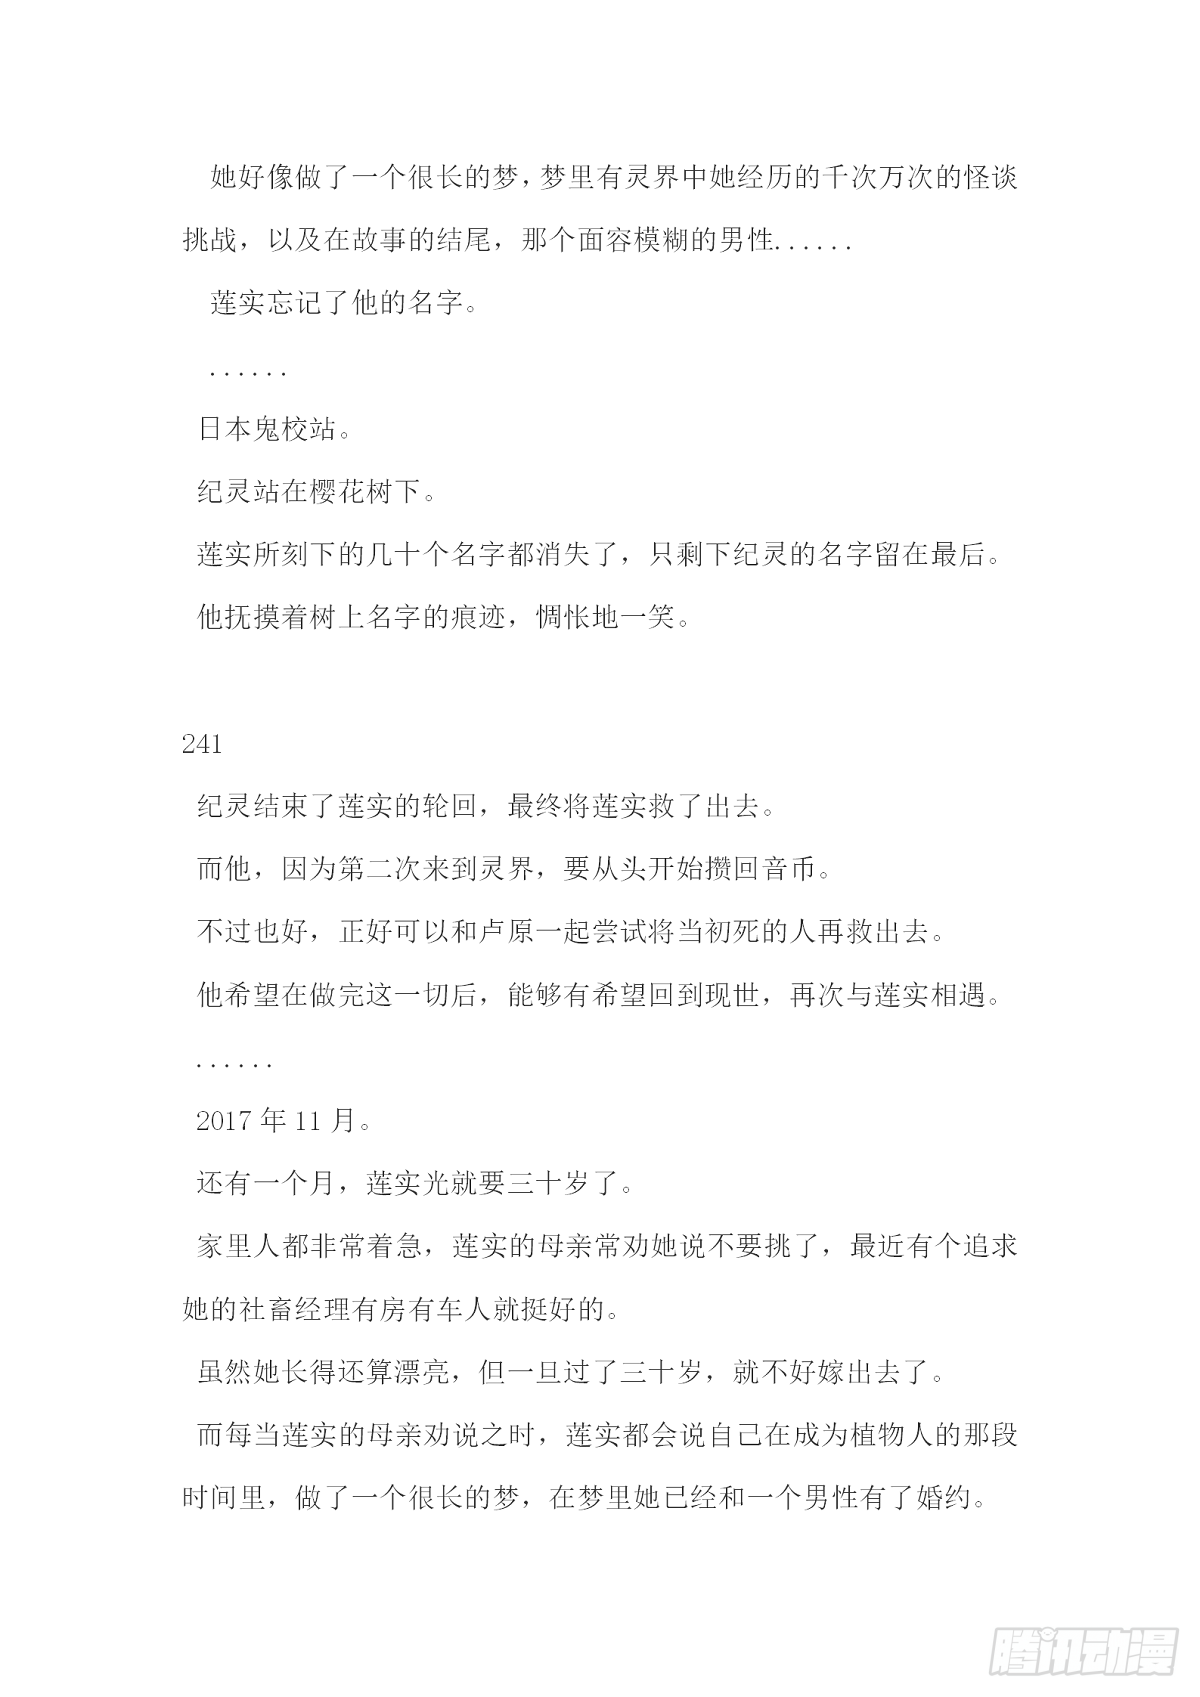 她好像做了一个很长的梦，梦里有灵界中她经历的千次万次的怪谈
挑战，以及在故事的结尾，那个面容模糊的男性......
莲实忘记了他的名字。
......
日本鬼校站。
纪灵站在樱花树下。
莲实所刻下的几十个名字都消失了，只剩下纪灵的名字留在最后。
他抚摸着树上名字的痕迹，惆怅地一笑。
241
纪灵结束了莲实的轮回，最终将莲实救了出去。
而他，因为第二次来到灵界，要从头开始攒回音币。
不过也好，正好可以和卢原一起尝试将当初死的人再救出去。
他希望在做完这一切后，能够有希望回到现世，再次与莲实相遇。
......
2017 年 11 月。
还有一个月，莲实光就要三十岁了。
家里人都非常着急，莲实的母亲常劝她说不要挑了，最近有个追求
她的社畜经理有房有车人就挺好的。
虽然她长得还算漂亮，但一旦过了三十岁，就不好嫁出去了。
而每当莲实的母亲劝说之时，莲实都会说自己在成为植物人的那段
时间里，做了一个很长的梦，在梦里她已经和一个男性有了婚约。
腾讯动漫